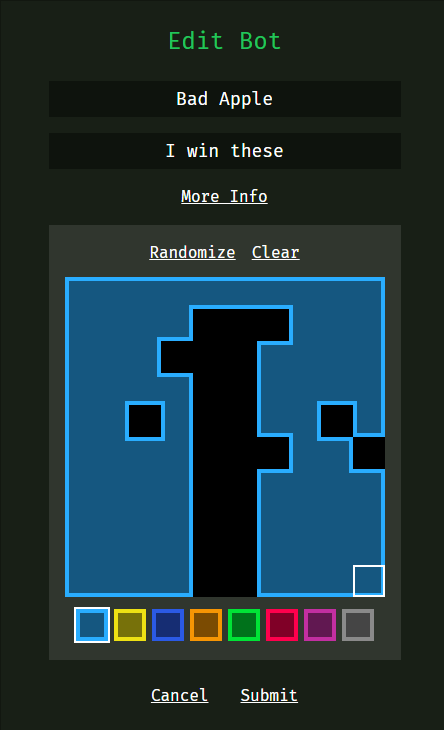 Edit Bot
Bad Apple
I win these
More Info
Randomize Clear
Cancel Submit